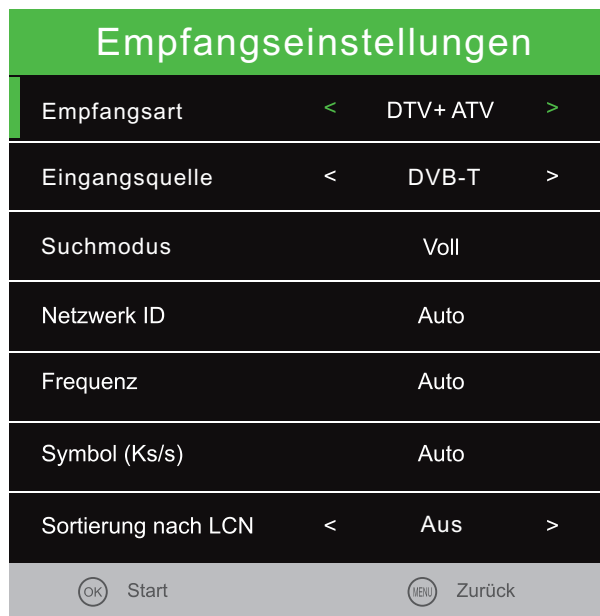 Empfangseinstellungen
Empfangsart < DTV+ ATV >
Eingangsquelle < DVB-T >
Suchmodus Voll
Netzwerk ID Auto
Frequenz Auto
Symbol (Ks/s) Auto
Sortierung nach LCN < Aus >
OK Start MENU Zurück